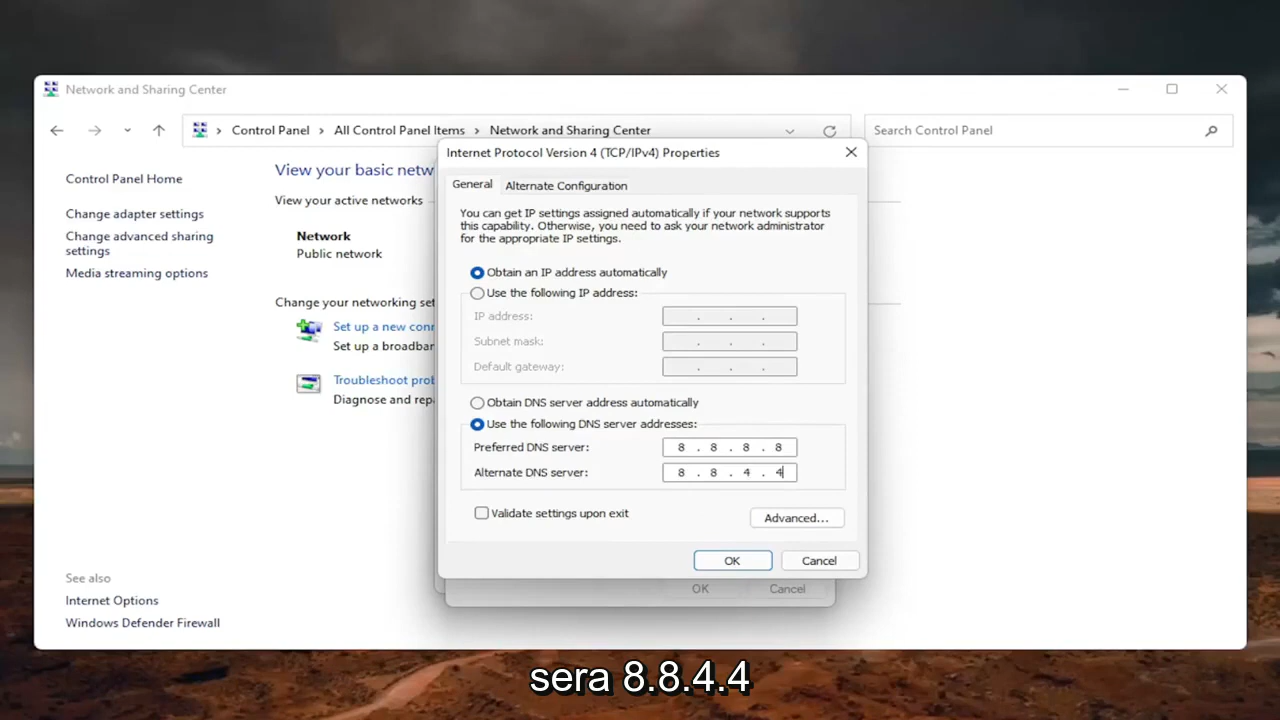 Network and Sharing Center
Control Panel > All Control Panel Items > Network and Sharing Center
Search Control Panel
Internet Protocol Version 4 (TCP/IPv4) Properties
Control Panel Home
Change adapter settings
Change advanced sharing
settings
Media streaming options
View your basic netw
View your active networks
Network
Public network
Change your networking set
Set up a new conn
Set up a broadbar
Troubleshoot prob
Diagnose and repa
General
Alternate Configuration
You can get IP settings assigned automatically if your network supports
this capability. Otherwise, you need to ask your network administrator
for the appropriate IP settings.
Obtain an IP address automatically
Use the following IP address:
IP address: . . .
Subnet mask: . . .
Default gateway: . . .
Obtain DNS server address automatically
Use the following DNS server addresses:
Preferred DNS server: 8 . 8 . 8 . 8
Alternate DNS server: 8 . 8 . 4 . 4
Validate settings upon exit
Advanced...
OK Cancel
OK Cancel
See also
Internet Options
Windows Defender Firewall
sera 8.8.4.4